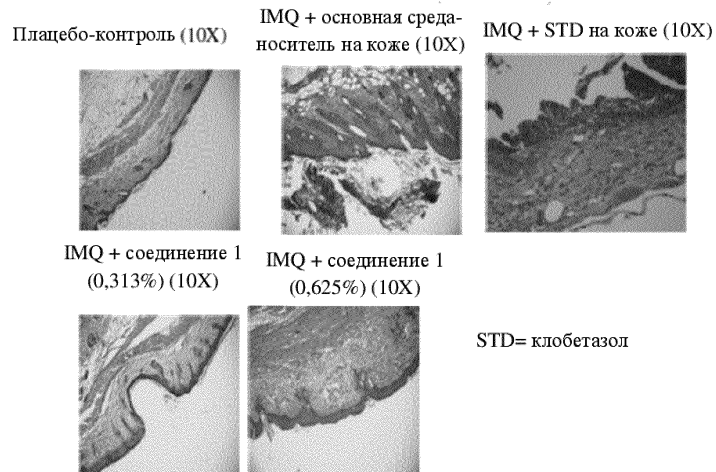 Плацебо-контроль (10X)
IMQ + основная среда-
носитель на коже (10X)
IMQ + STD на коже (10X)
IMQ + соединение 1
(0,313%) (10X)
IMQ + соединение 1
(0,625%) (10X)
STD= клобетазол